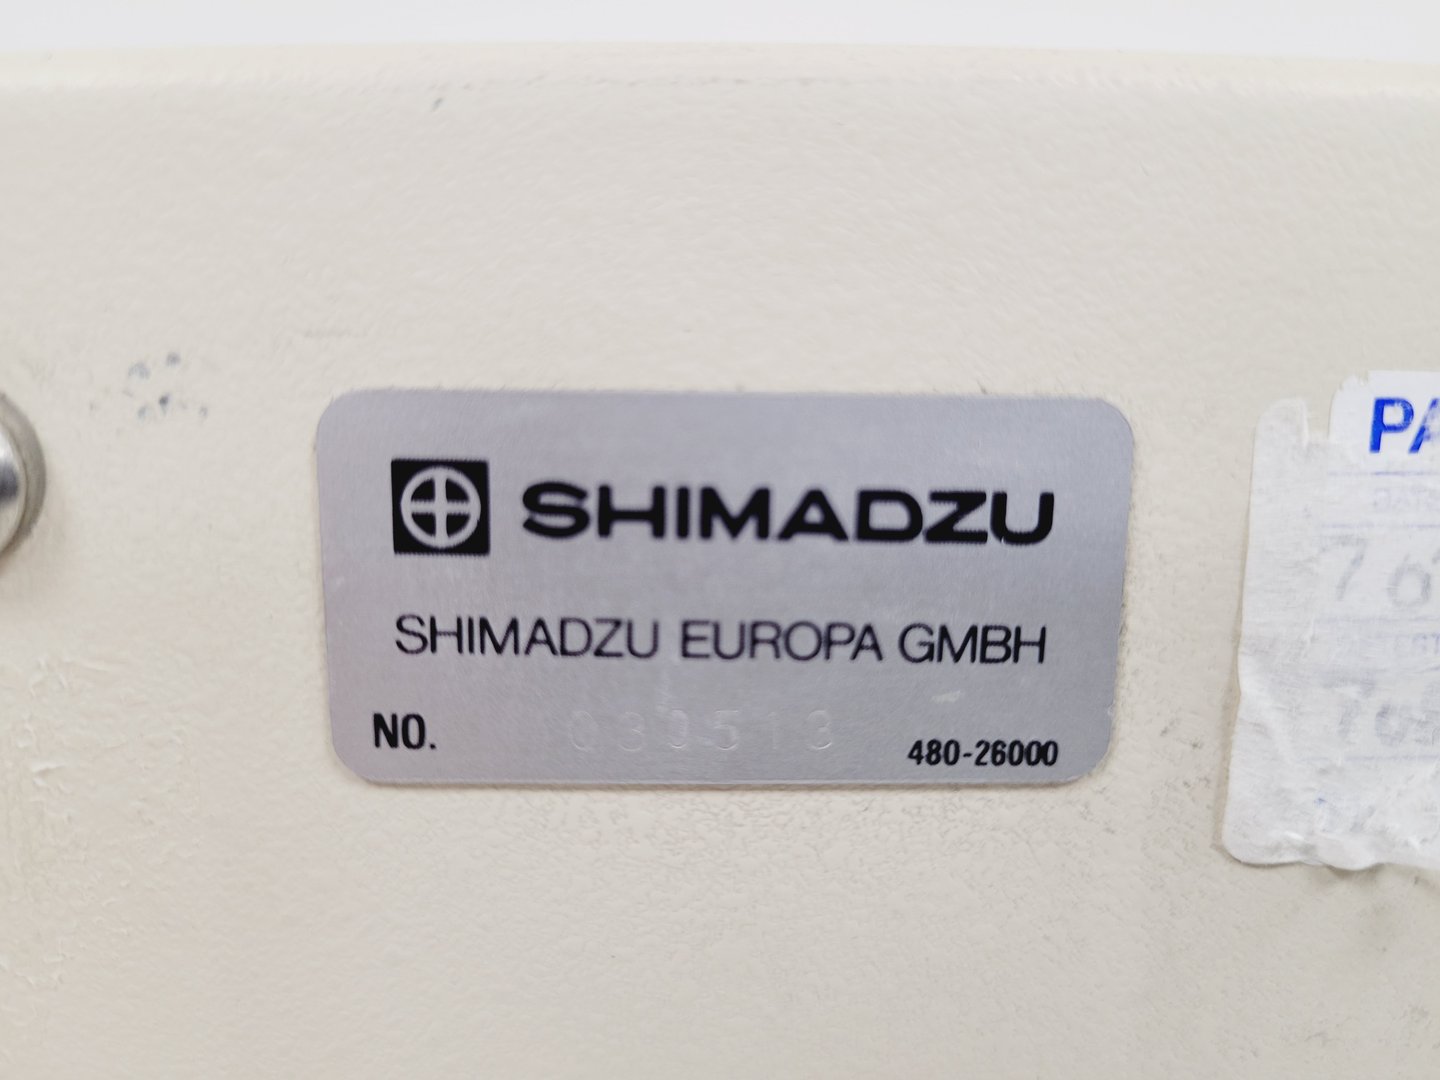 SHIMADZU
SHIMADZU EUROPA GMBH
NO. 030513 480-26000
PA